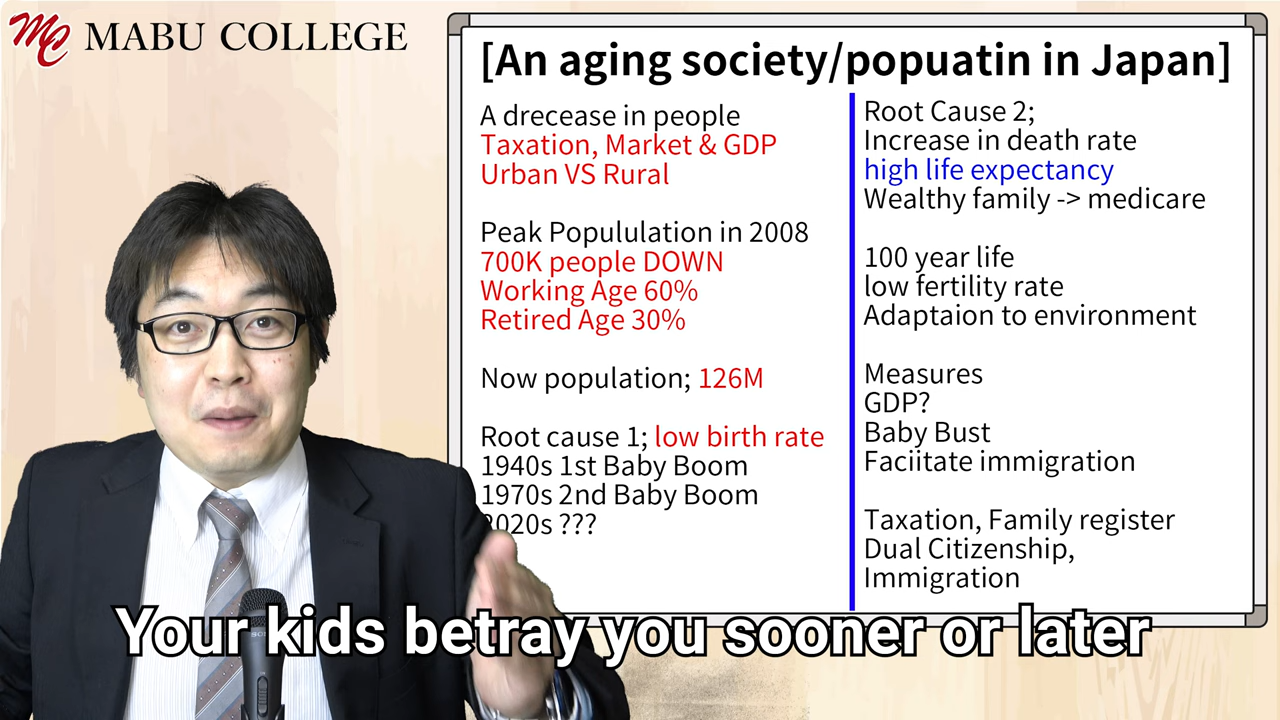 MC MABU COLLEGE
[An aging society/popuatin in Japan]
A drecease in people
Taxation, Market & GDP
Urban VS Rural
Peak Popululation in 2008
700K people DOWN
Working Age 60%
Retired Age 30%
Now population; 126M
Root cause 1; low birth rate
1940s 1st Baby Boom
1970s 2nd Baby Boom
2020s ???
Root Cause 2;
Increase in death rate
high life expectancy
Wealthy family -> medicare
100 year life
low fertility rate
Adaptaion to environment
Measures
GDP?
Baby Bust
Faciitate immigration
Taxation, Family register
Dual Citizenship,
Immigration
Your kids betray you sooner or later